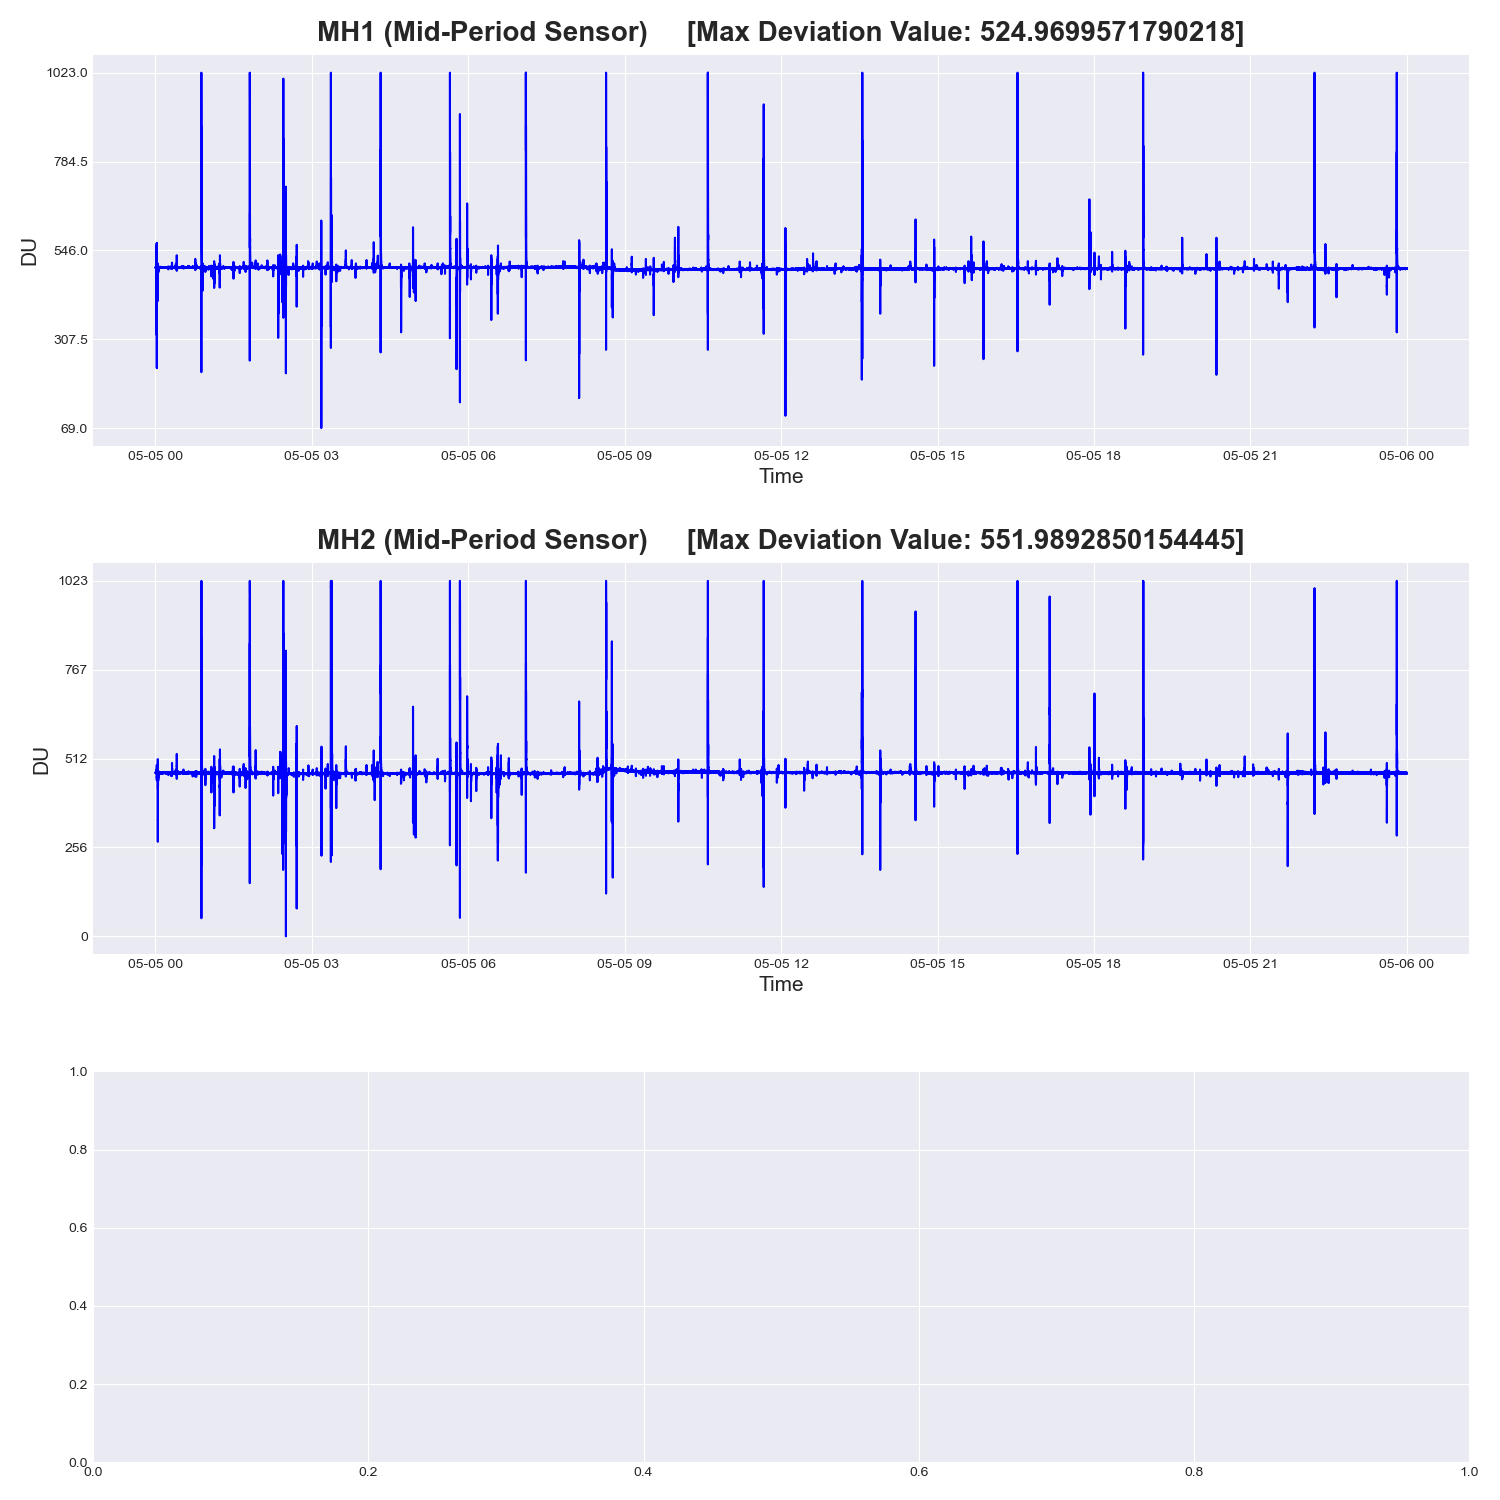 MH1 (Mid-Period Sensor) [Max Deviation Value: 524.9699571790218]
1023.0
784.5
546.0
307.5
69.0
DU
05-05 00 05-05 03 05-05 06 05-05 09 05-05 12 05-05 15 05-05 18 05-05 21 05-06 00
Time
MH2 (Mid-Period Sensor) [Max Deviation Value: 551.9892850154445]
1023
767
512
256
0
DU
05-05 00 05-05 03 05-05 06 05-05 09 05-05 12 05-05 15 05-05 18 05-05 21 05-06 00
Time
1.0
0.8
0.6
0.4
0.2
0.0
0.0 0.2 0.4 0.6 0.8 1.0